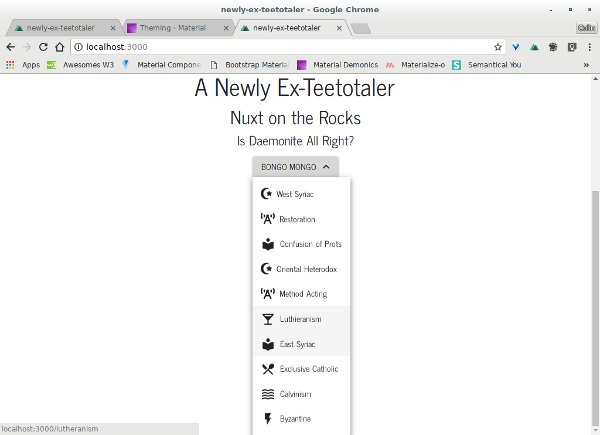 newly-ex-teetotaler - Google Chrome
newly-ex-teetotaler
Theming - Material
newly-ex-teetotaler
localhost:3000
Apps
Awesomes W3
Material Compone
Bootstrap Material
Material Demonics
Materialize-o
Semantical You
»
A Newly Ex-Teetotaler
Nuxt on the Rocks
Is Daemonite All Right?
BONGO MONGO
West Syriac
Restoration
Confusion of Prots
Oriental Heterodox
Method Acting
Luthieranism
East Syriac
Exclusive Catholic
Calvinism
Byzantine
localhost:3000/lutheranism